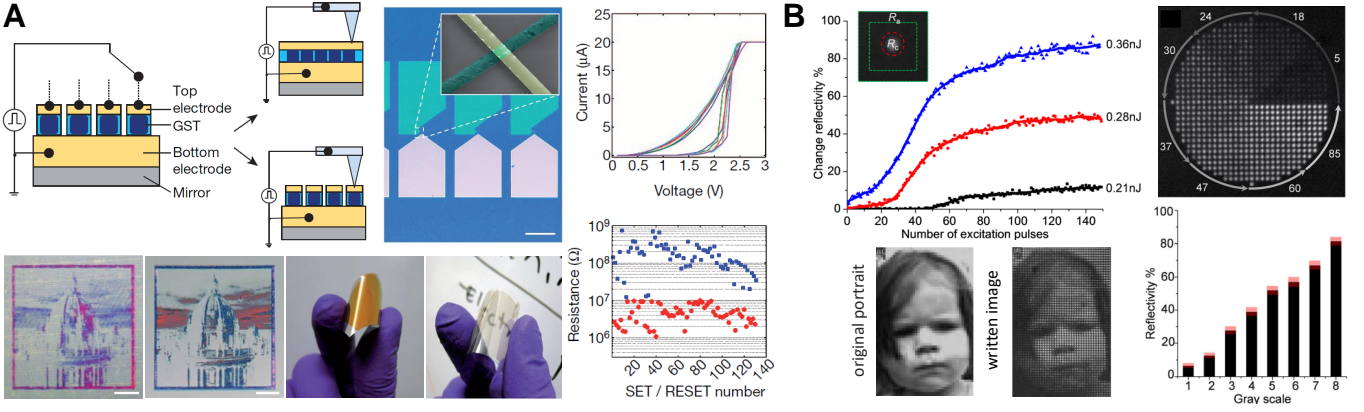 A
Top
electrode
GST
Bottom
electrode
Mirror
25
20
15
10
5
0
Current (µA)
0
0.5
1
1.5
2
2.5
3
Voltage (V)
10⁹
10⁸
10⁷
10⁶
Resistance (Ω)
0
20
40
60
80
100
120
140
SET / RESET number
B
100
80
60
40
20
0
Change reflectivity %
Rₐ
R꜀
0.36nJ
0.28nJ
0.21nJ
0
20
40
60
80
100
120
140
Number of excitation pulses
24
18
30
5
37
85
47
60
original portrait
written image
100
80
60
40
20
0
Reflectivity %
1 2 3 4 5 6 7 8
Gray scale